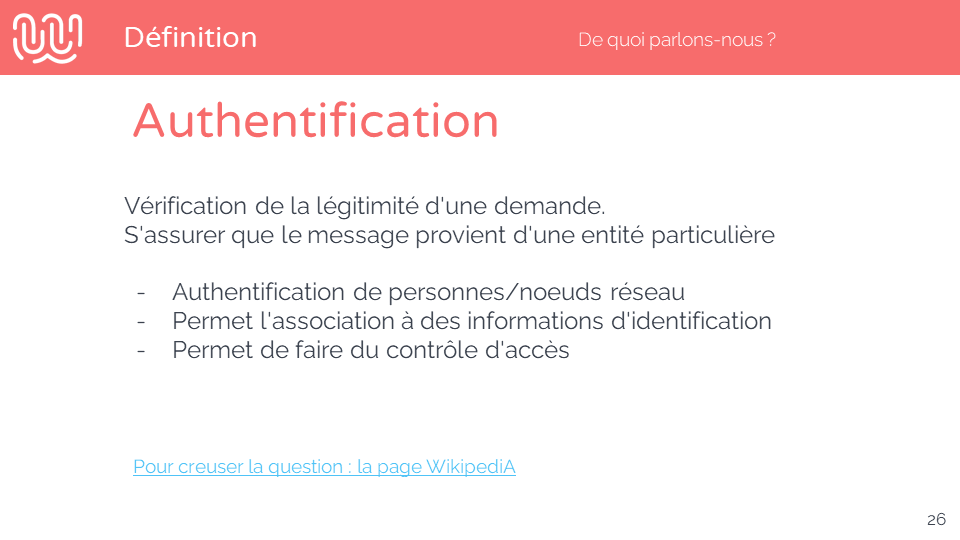 Définition
De quoi parlons-nous ?
Authentification
Vérification de la légitimité d'une demande.
S'assurer que le message provient d'une entité particulière
- Authentification de personnes/noeuds réseau
- Permet l'association à des informations d'identification
- Permet de faire du contrôle d'accès
Pour creuser la question : la page WikipediA
26